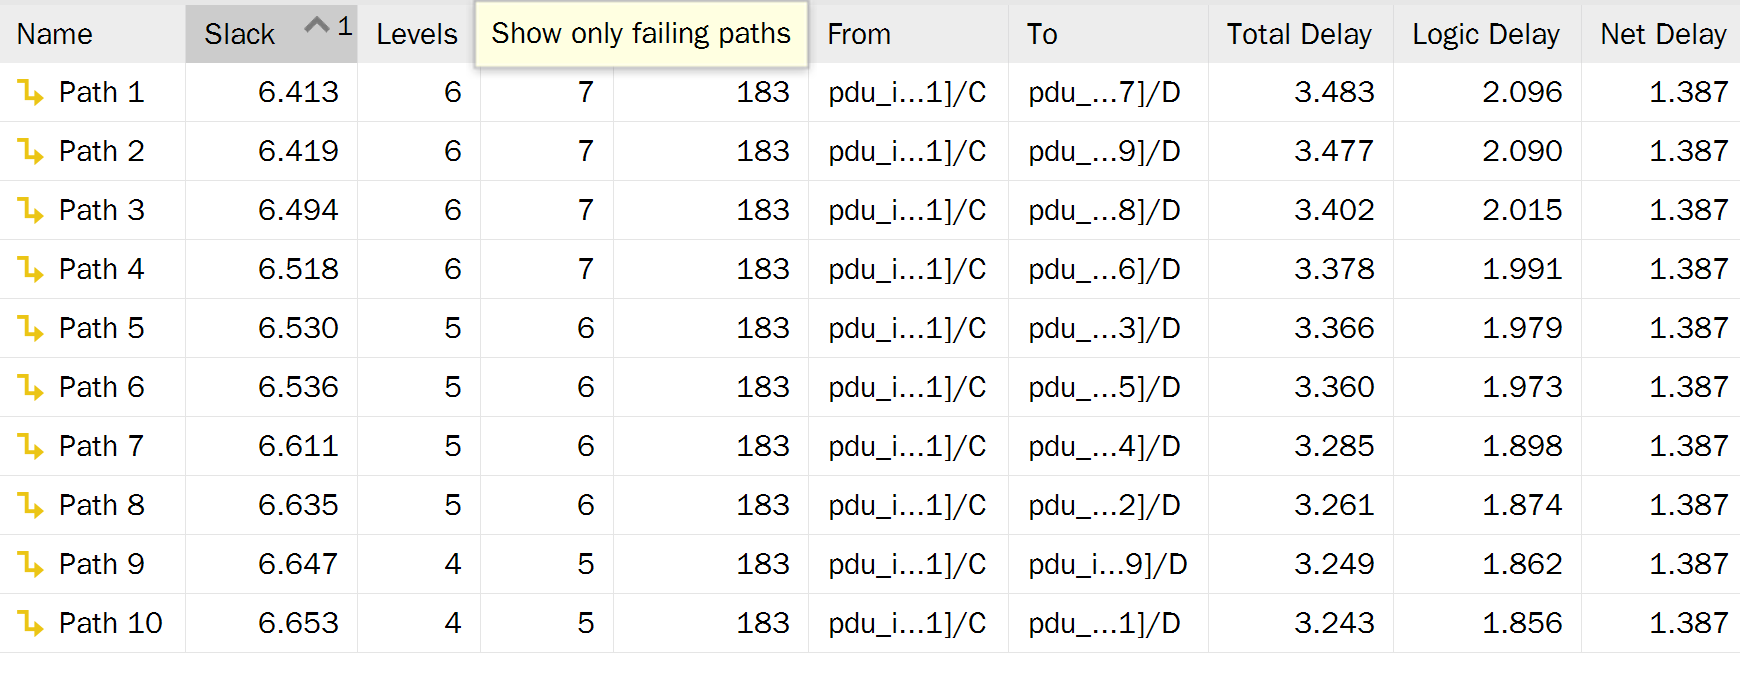 Name Slack 1 Levels Show only failing paths From To Total Delay Logic Delay Net Delay
Path 1 6.413 6 7 183 pdu_i...1]/C pdu_...7]/D 3.483 2.096 1.387
Path 2 6.419 6 7 183 pdu_i...1]/C pdu_...9]/D 3.477 2.090 1.387
Path 3 6.494 6 7 183 pdu_i...1]/C pdu_...8]/D 3.402 2.015 1.387
Path 4 6.518 6 7 183 pdu_i...1]/C pdu_...6]/D 3.378 1.991 1.387
Path 5 6.530 5 6 183 pdu_i...1]/C pdu_...3]/D 3.366 1.979 1.387
Path 6 6.536 5 6 183 pdu_i...1]/C pdu_...5]/D 3.360 1.973 1.387
Path 7 6.611 5 6 183 pdu_i...1]/C pdu_...4]/D 3.285 1.898 1.387
Path 8 6.635 5 6 183 pdu_i...1]/C pdu_...2]/D 3.261 1.874 1.387
Path 9 6.647 4 5 183 pdu_i...1]/C pdu_i...9]/D 3.249 1.862 1.387
Path 10 6.653 4 5 183 pdu_i...1]/C pdu_...1]/D 3.243 1.856 1.387